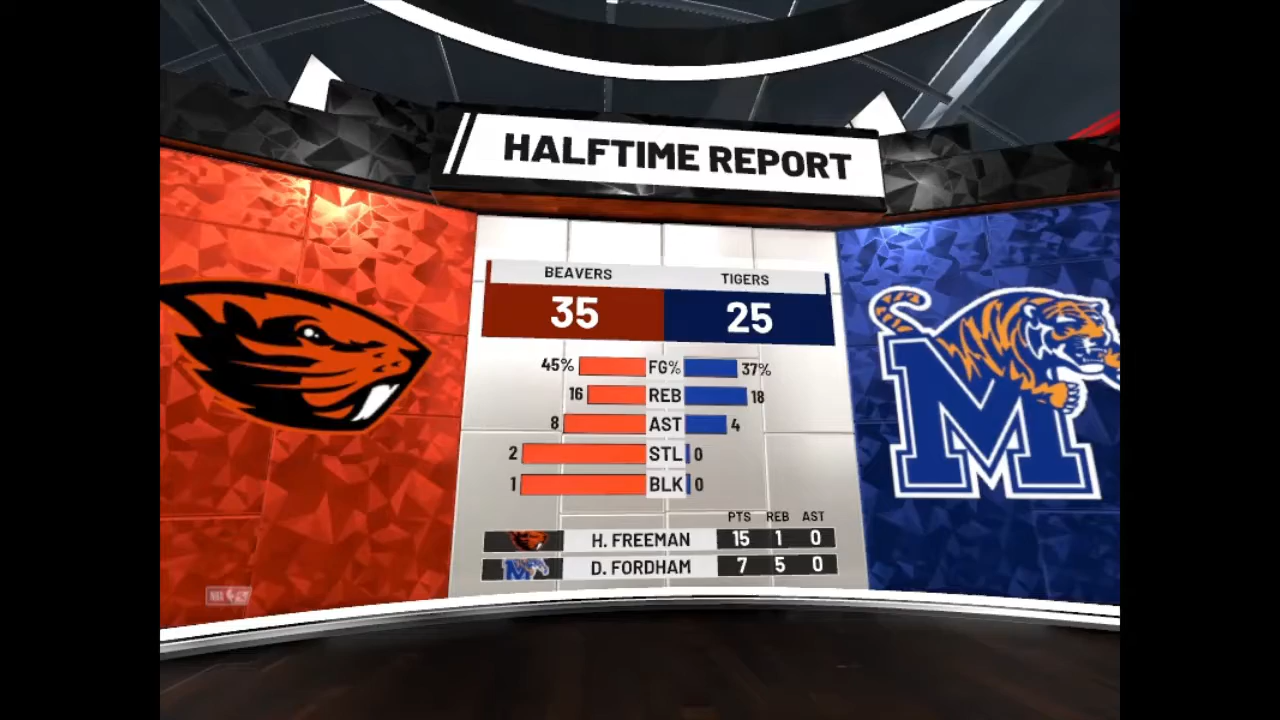 HALFTIME REPORT
BEAVERS TIGERS
35 25
45% FG% 37%
16 REB 18
8 AST 4
2 STL 0
1 BLK 0
PTS REB AST
H. FREEMAN 15 1 0
D. FORDHAM 7 5 0
M